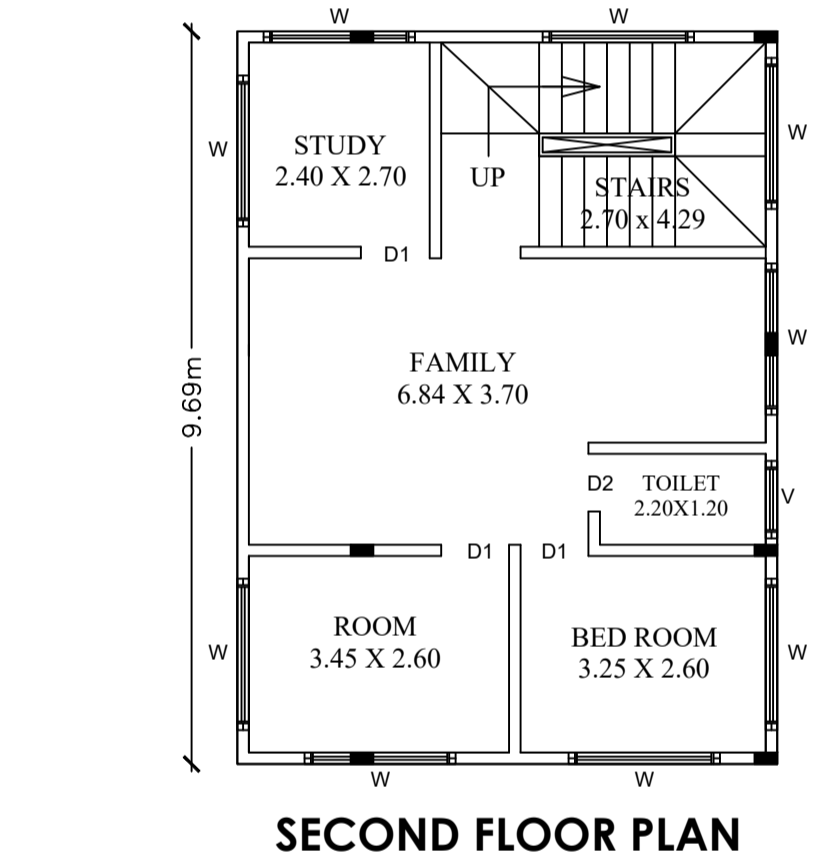 W
W
W
STUDY
2.40 X 2.70
UP
STAIRS
2.70 x 4.29
W
D1
W
FAMILY
6.84 X 3.70
9.69m
D2
TOILET
2.20X1.20
V
D1
D1
W
ROOM
3.45 X 2.60
BED ROOM
3.25 X 2.60
W
W
W
SECOND FLOOR PLAN